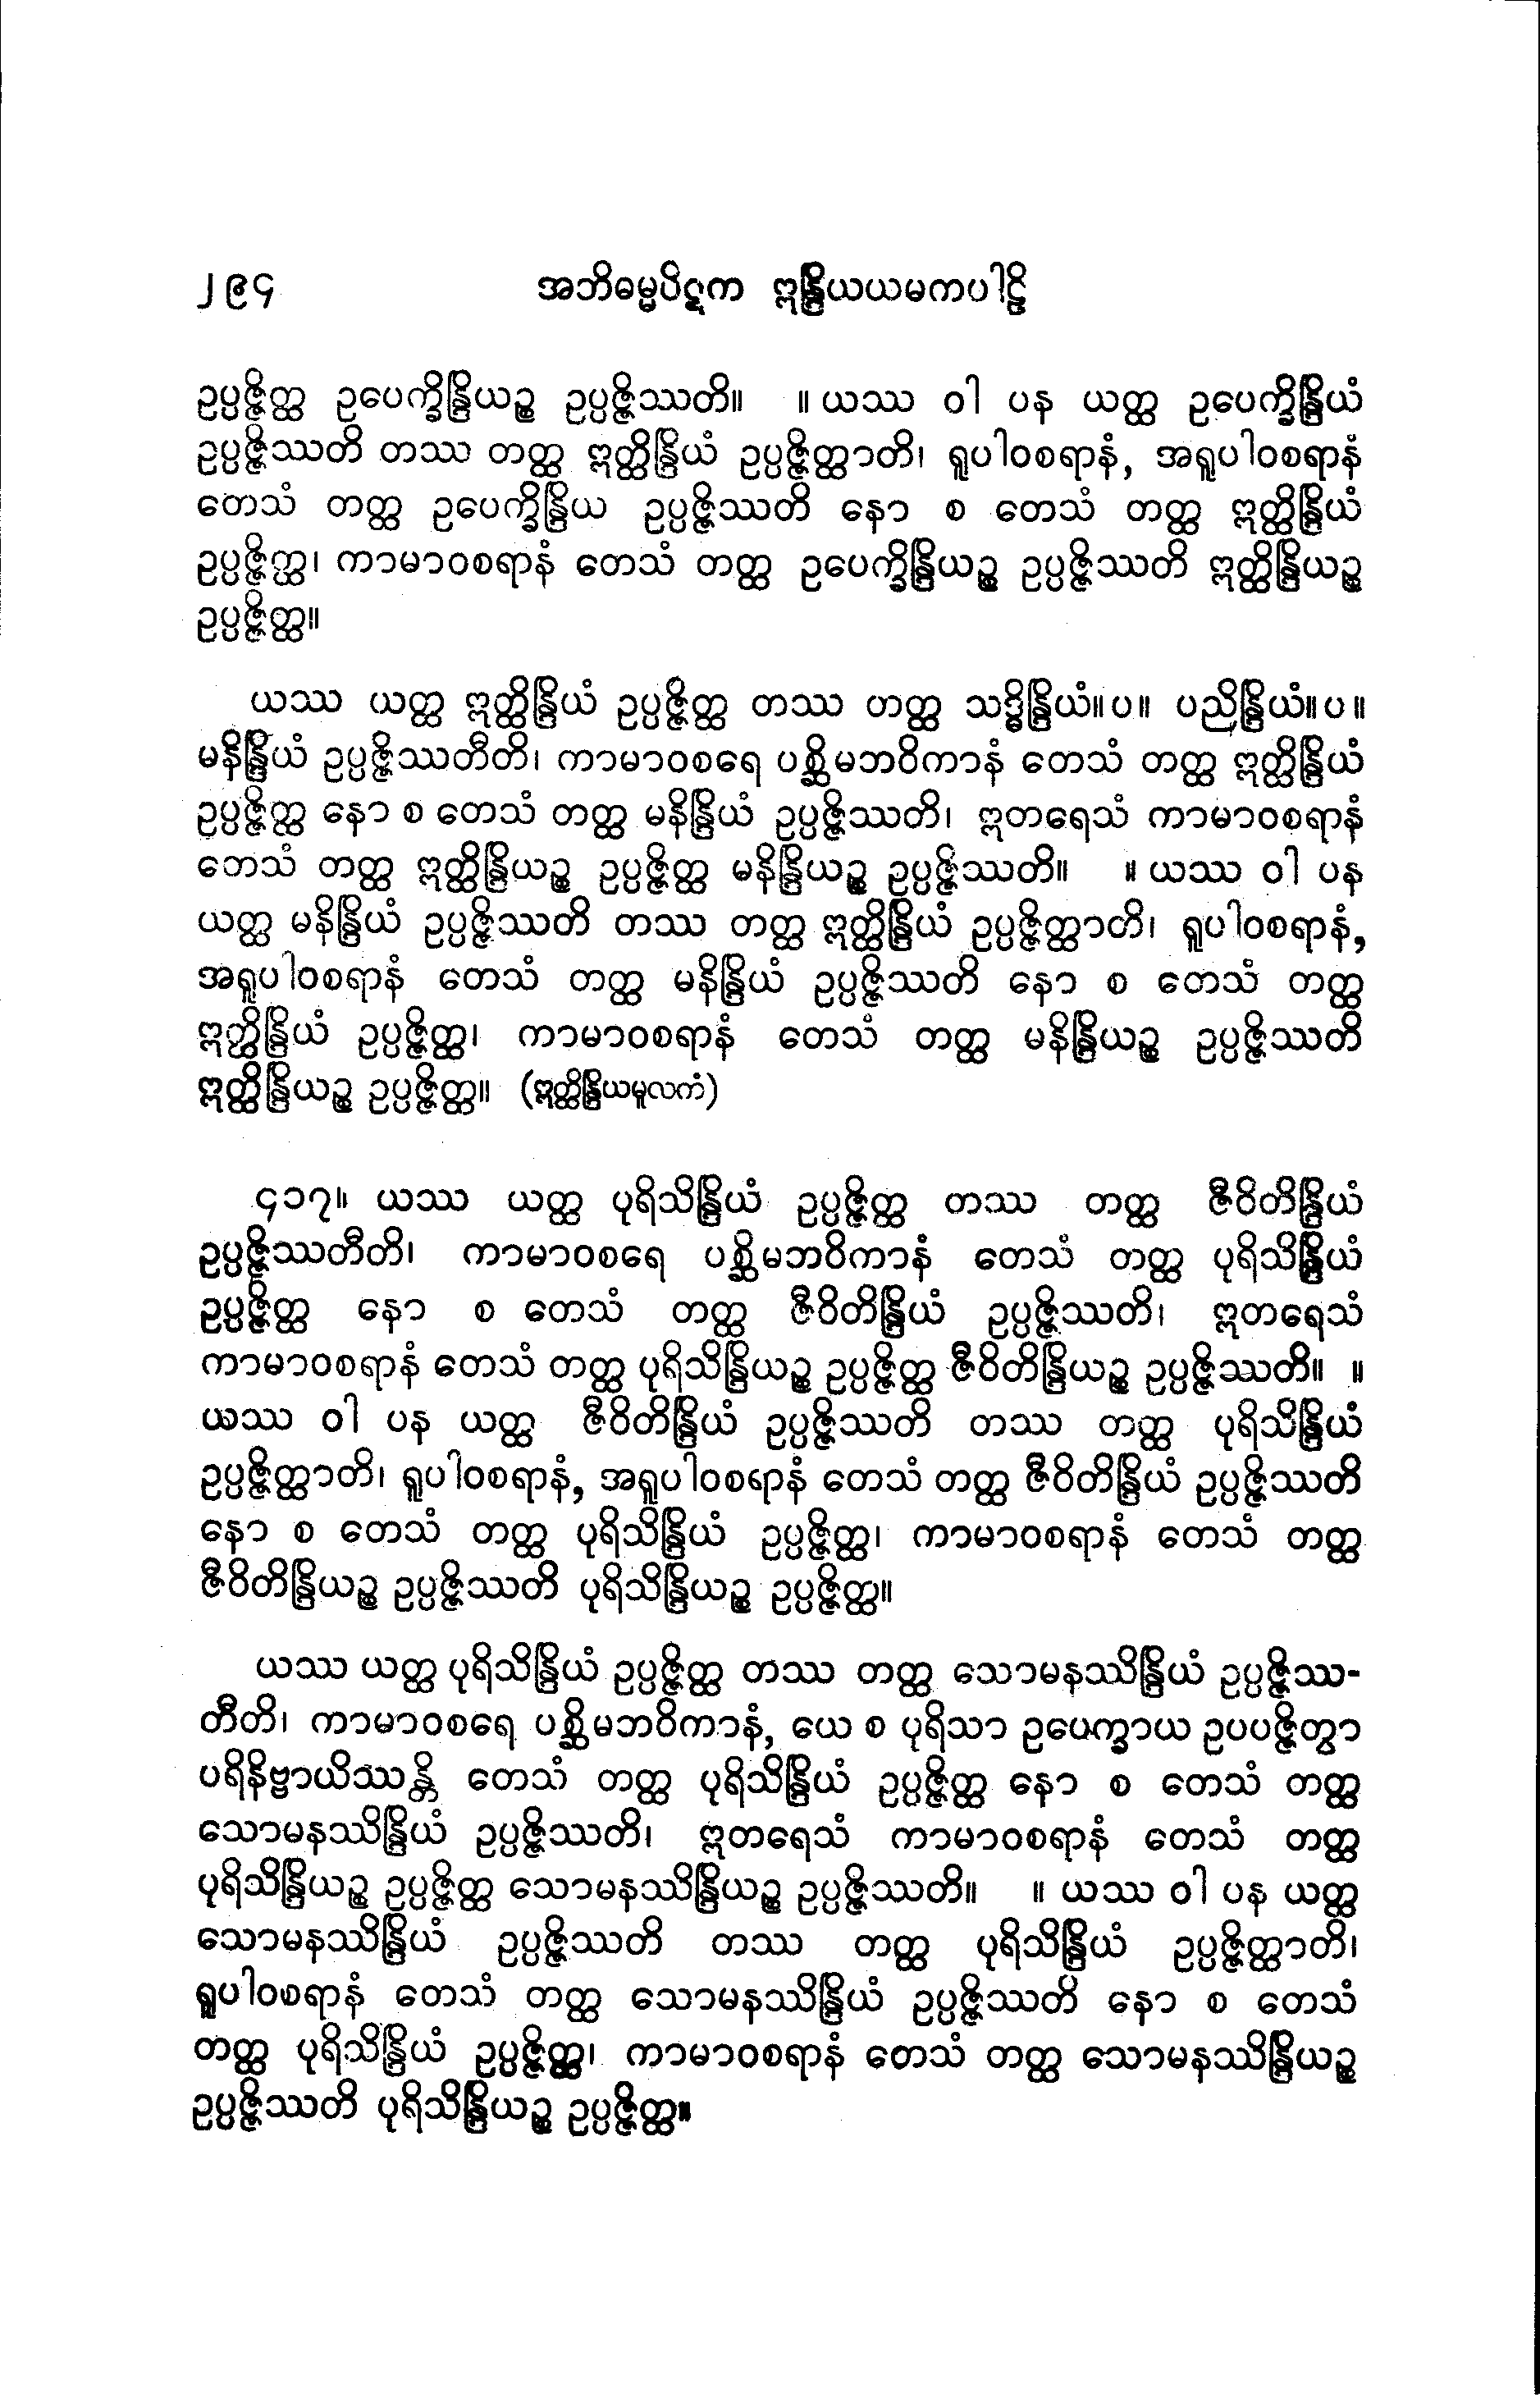 ၂၉၄ အဘိဓမ္မပိဋက ဣန္ဒြိယယမကပါဠိ
ဥပ္ပဇ္ဇိတ္ထ ဥပေက္ခိန္ဒြိယဉ္စ ဥပ္ပဇ္ဇိဿတိ။ ။ ယဿ ဝါ ပန ယတ္ထ ဥပေက္ခိန္ဒြိယံ
ဥပ္ပဇ္ဇိဿတိ တဿ တတ္ထ ဣတ္ထိန္ဒြိယံ ဥပ္ပဇ္ဇိတ္ထာတိ၊ ရူပါဝစရာနံ, အရူပါဝစရာနံ
တေသံ တတ္ထ ဥပေက္ခိန္ဒြိယ ဥပ္ပဇ္ဇိဿတိ နော စ တေသံ တတ္ထ ဣတ္ထိန္ဒြိယံ
ဥပ္ပဇ္ဇိတ္ထ၊ ကာမာဝစရာနံ တေသံ တတ္ထ ဥပေက္ခိန္ဒြိယဉ္စ ဥပ္ပဇ္ဇိဿတိ ဣတ္ထိန္ဒြိယဉ္စ
ဥပ္ပဇ္ဇိတ္ထ။
ယဿ ယတ္ထ ဣတ္ထိန္ဒြိယံ ဥပ္ပဇ္ဇိတ္ထ တဿ တတ္ထ သဒ္ဓိန္ဒြိယံ။ပ။ ပညိန္ဒြိယံ။ပ။
မနိန္ဒြိယံ ဥပ္ပဇ္ဇိဿတီတိ၊ ကာမာဝစရေ ပစ္ဆိမဘဝိကာနံ တေသံ တတ္ထ ဣတ္ထိန္ဒြိယံ
ဥပ္ပဇ္ဇိတ္ထ နော စ တေသံ တတ္ထ မနိန္ဒြိယံ ဥပ္ပဇ္ဇိဿတိ၊ ဣတရေသံ ကာမာဝစရာနံ
တေသံ တတ္ထ ဣတ္ထိန္ဒြိယဉ္စ ဥပ္ပဇ္ဇိတ္ထ မနိန္ဒြိယဉ္စ ဥပ္ပဇ္ဇိဿတိ။ ။ ယဿ ဝါ ပန
ယတ္ထ မနိန္ဒြိယံ ဥပ္ပဇ္ဇိဿတိ တဿ တတ္ထ ဣတ္ထိန္ဒြိယံ ဥပ္ပဇ္ဇိတ္ထာတိ၊ ရူပါဝစရာနံ,
အရူပါဝစရာနံ တေသံ တတ္ထ မနိန္ဒြိယံ ဥပ္ပဇ္ဇိဿတိ နော စ တေသံ တတ္ထ
ဣတ္ထိန္ဒြိယံ ဥပ္ပဇ္ဇိတ္ထ၊ ကာမာဝစရာနံ တေသံ တတ္ထ မနိန္ဒြိယဉ္စ ဥပ္ပဇ္ဇိဿတိ
ဣတ္ထိန္ဒြိယဉ္စ ဥပ္ပဇ္ဇိတ္ထ။ (ဣတ္ထိန္ဒြိယမူလကံ)
၄၁၇။ ယဿ ယတ္ထ ပုရိသိန္ဒြိယံ ဥပ္ပဇ္ဇိတ္ထ တဿ တတ္ထ ဇီဝိတိန္ဒြိယံ
ဥပ္ပဇ္ဇိဿတီတိ၊ ကာမာဝစရေ ပစ္ဆိမဘဝိကာနံ တေသံ တတ္ထ ပုရိသိန္ဒြိယံ
ဥပ္ပဇ္ဇိတ္ထ နော စ တေသံ တတ္ထ ဇီဝိတိန္ဒြိယံ ဥပ္ပဇ္ဇိဿတိ၊ ဣတရေသံ
ကာမာဝစရာနံ တေသံ တတ္ထ ပုရိသိန္ဒြိယဉ္စ ဥပ္ပဇ္ဇိတ္ထ ဇီဝိတိန္ဒြိယဉ္စ ဥပ္ပဇ္ဇိဿတိ။ ။
ယဿ ဝါ ပန ယတ္ထ ဇီဝိတိန္ဒြိယံ ဥပ္ပဇ္ဇိဿတိ တဿ တတ္ထ ပုရိသိန္ဒြိယံ
ဥပ္ပဇ္ဇိတ္ထာတိ၊ ရူပါဝစရာနံ, အရူပါဝစရာနံ တေသံ တတ္ထ ဇီဝိတိန္ဒြိယံ ဥပ္ပဇ္ဇိဿတိ
နော စ တေသံ တတ္ထ ပုရိသိန္ဒြိယံ ဥပ္ပဇ္ဇိတ္ထ၊ ကာမာဝစရာနံ တေသံ တတ္ထ
ဇီဝိတိန္ဒြိယဉ္စ ဥပ္ပဇ္ဇိဿတိ ပုရိသိန္ဒြိယဉ္စ ဥပ္ပဇ္ဇိတ္ထ။
ယဿ ယတ္ထ ပုရိသိန္ဒြိယံ ဥပ္ပဇ္ဇိတ္ထ တဿ တတ္ထ သောမနဿိန္ဒြိယံ ဥပ္ပဇ္ဇိဿ-
တီတိ၊ ကာမာဝစရေ ပစ္ဆိမဘဝိကာနံ, ယေ စ ပုရိသာ ဥပေက္ခာယ ဥပပဇ္ဇိတွာ
ပရိနိဗ္ဗာယိဿန္တိ တေသံ တတ္ထ ပုရိသိန္ဒြိယံ ဥပ္ပဇ္ဇိတ္ထ နော စ တေသံ တတ္ထ
သောမနဿိန္ဒြိယံ ဥပ္ပဇ္ဇိဿတိ၊ ဣတရေသံ ကာမာဝစရာနံ တေသံ တတ္ထ
ပုရိသိန္ဒြိယဉ္စ ဥပ္ပဇ္ဇိတ္ထ သောမနဿိန္ဒြိယဉ္စ ဥပ္ပဇ္ဇိဿတိ။ ။ ယဿ ဝါ ပန ယတ္ထ
သောမနဿိန္ဒြိယံ ဥပ္ပဇ္ဇိဿတိ တဿ တတ္ထ ပုရိသိန္ဒြိယံ ဥပ္ပဇ္ဇိတ္ထာတိ၊
ရူပါဝစရာနံ တေသံ တတ္ထ သောမနဿိန္ဒြိယံ ဥပ္ပဇ္ဇိဿတိ နော စ တေသံ
တတ္ထ ပုရိသိန္ဒြိယံ ဥပ္ပဇ္ဇိတ္ထ၊ ကာမာဝစရာနံ တေသံ တတ္ထ သောမနဿိန္ဒြိယဉ္စ
ဥပ္ပဇ္ဇိဿတိ ပုရိသိန္ဒြိယဉ္စ ဥပ္ပဇ္ဇိတ္ထ။